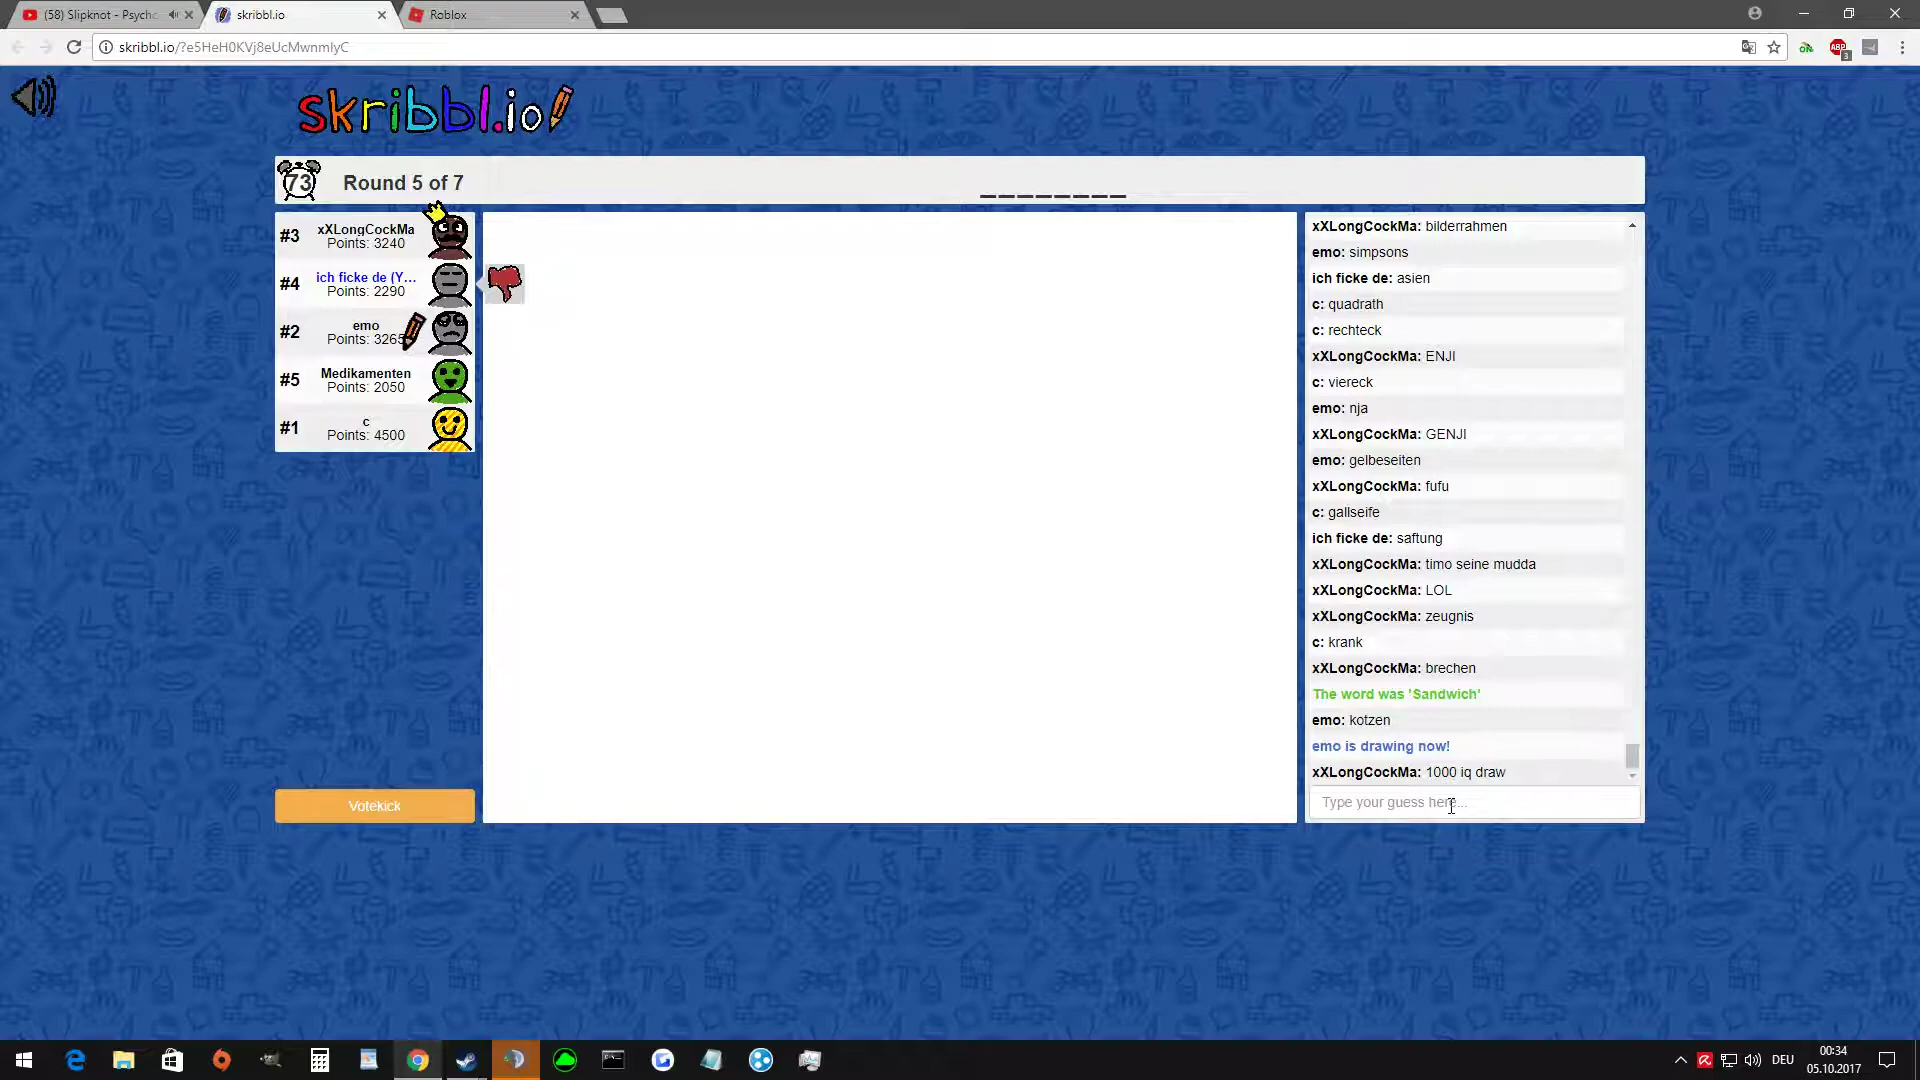 (58) Slipknot - Psycho
skribbl.io
Roblox
skribbl.io/?e5HeH0KVj8eUcMwnmlyC
ON
ABP
3
skribbl.io
73
Round 5 of 7
________
#3
xXLongCockMa
Points: 3240
#4
ich ficke de (Y...
Points: 2290
#2
emo
Points: 3265
#5
Medikamenten
Points: 2050
#1
c
Points: 4500
Votekick
xXLongCockMa: bilderrahmen
emo: simpsons
ich ficke de: asien
c: quadrath
c: rechteck
xXLongCockMa: ENJI
c: viereck
emo: nja
xXLongCockMa: GENJI
emo: gelbeseiten
xXLongCockMa: fufu
c: gallseife
ich ficke de: saftung
xXLongCockMa: timo seine mudda
xXLongCockMa: LOL
xXLongCockMa: zeugnis
c: krank
xXLongCockMa: brechen
The word was 'Sandwich'
emo: kotzen
emo is drawing now!
xXLongCockMa: 1000 iq draw
Type your guess here...
DEU
00:34
05.10.2017